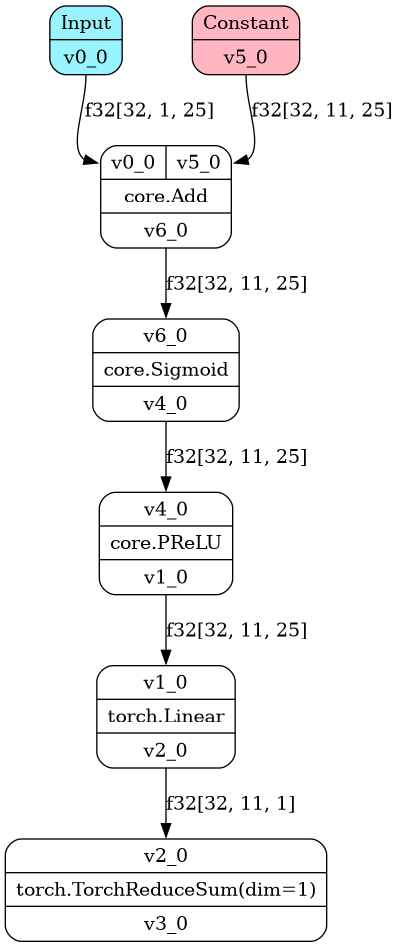 Input
v0_0
Constant
v5_0
f32[32, 1, 25]
f32[32, 11, 25]
v0_0 v5_0
core.Add
v6_0
f32[32, 11, 25]
v6_0
core.Sigmoid
v4_0
f32[32, 11, 25]
v4_0
core.PReLU
v1_0
f32[32, 11, 25]
v1_0
torch.Linear
v2_0
f32[32, 11, 1]
v2_0
torch.TorchReduceSum(dim=1)
v3_0